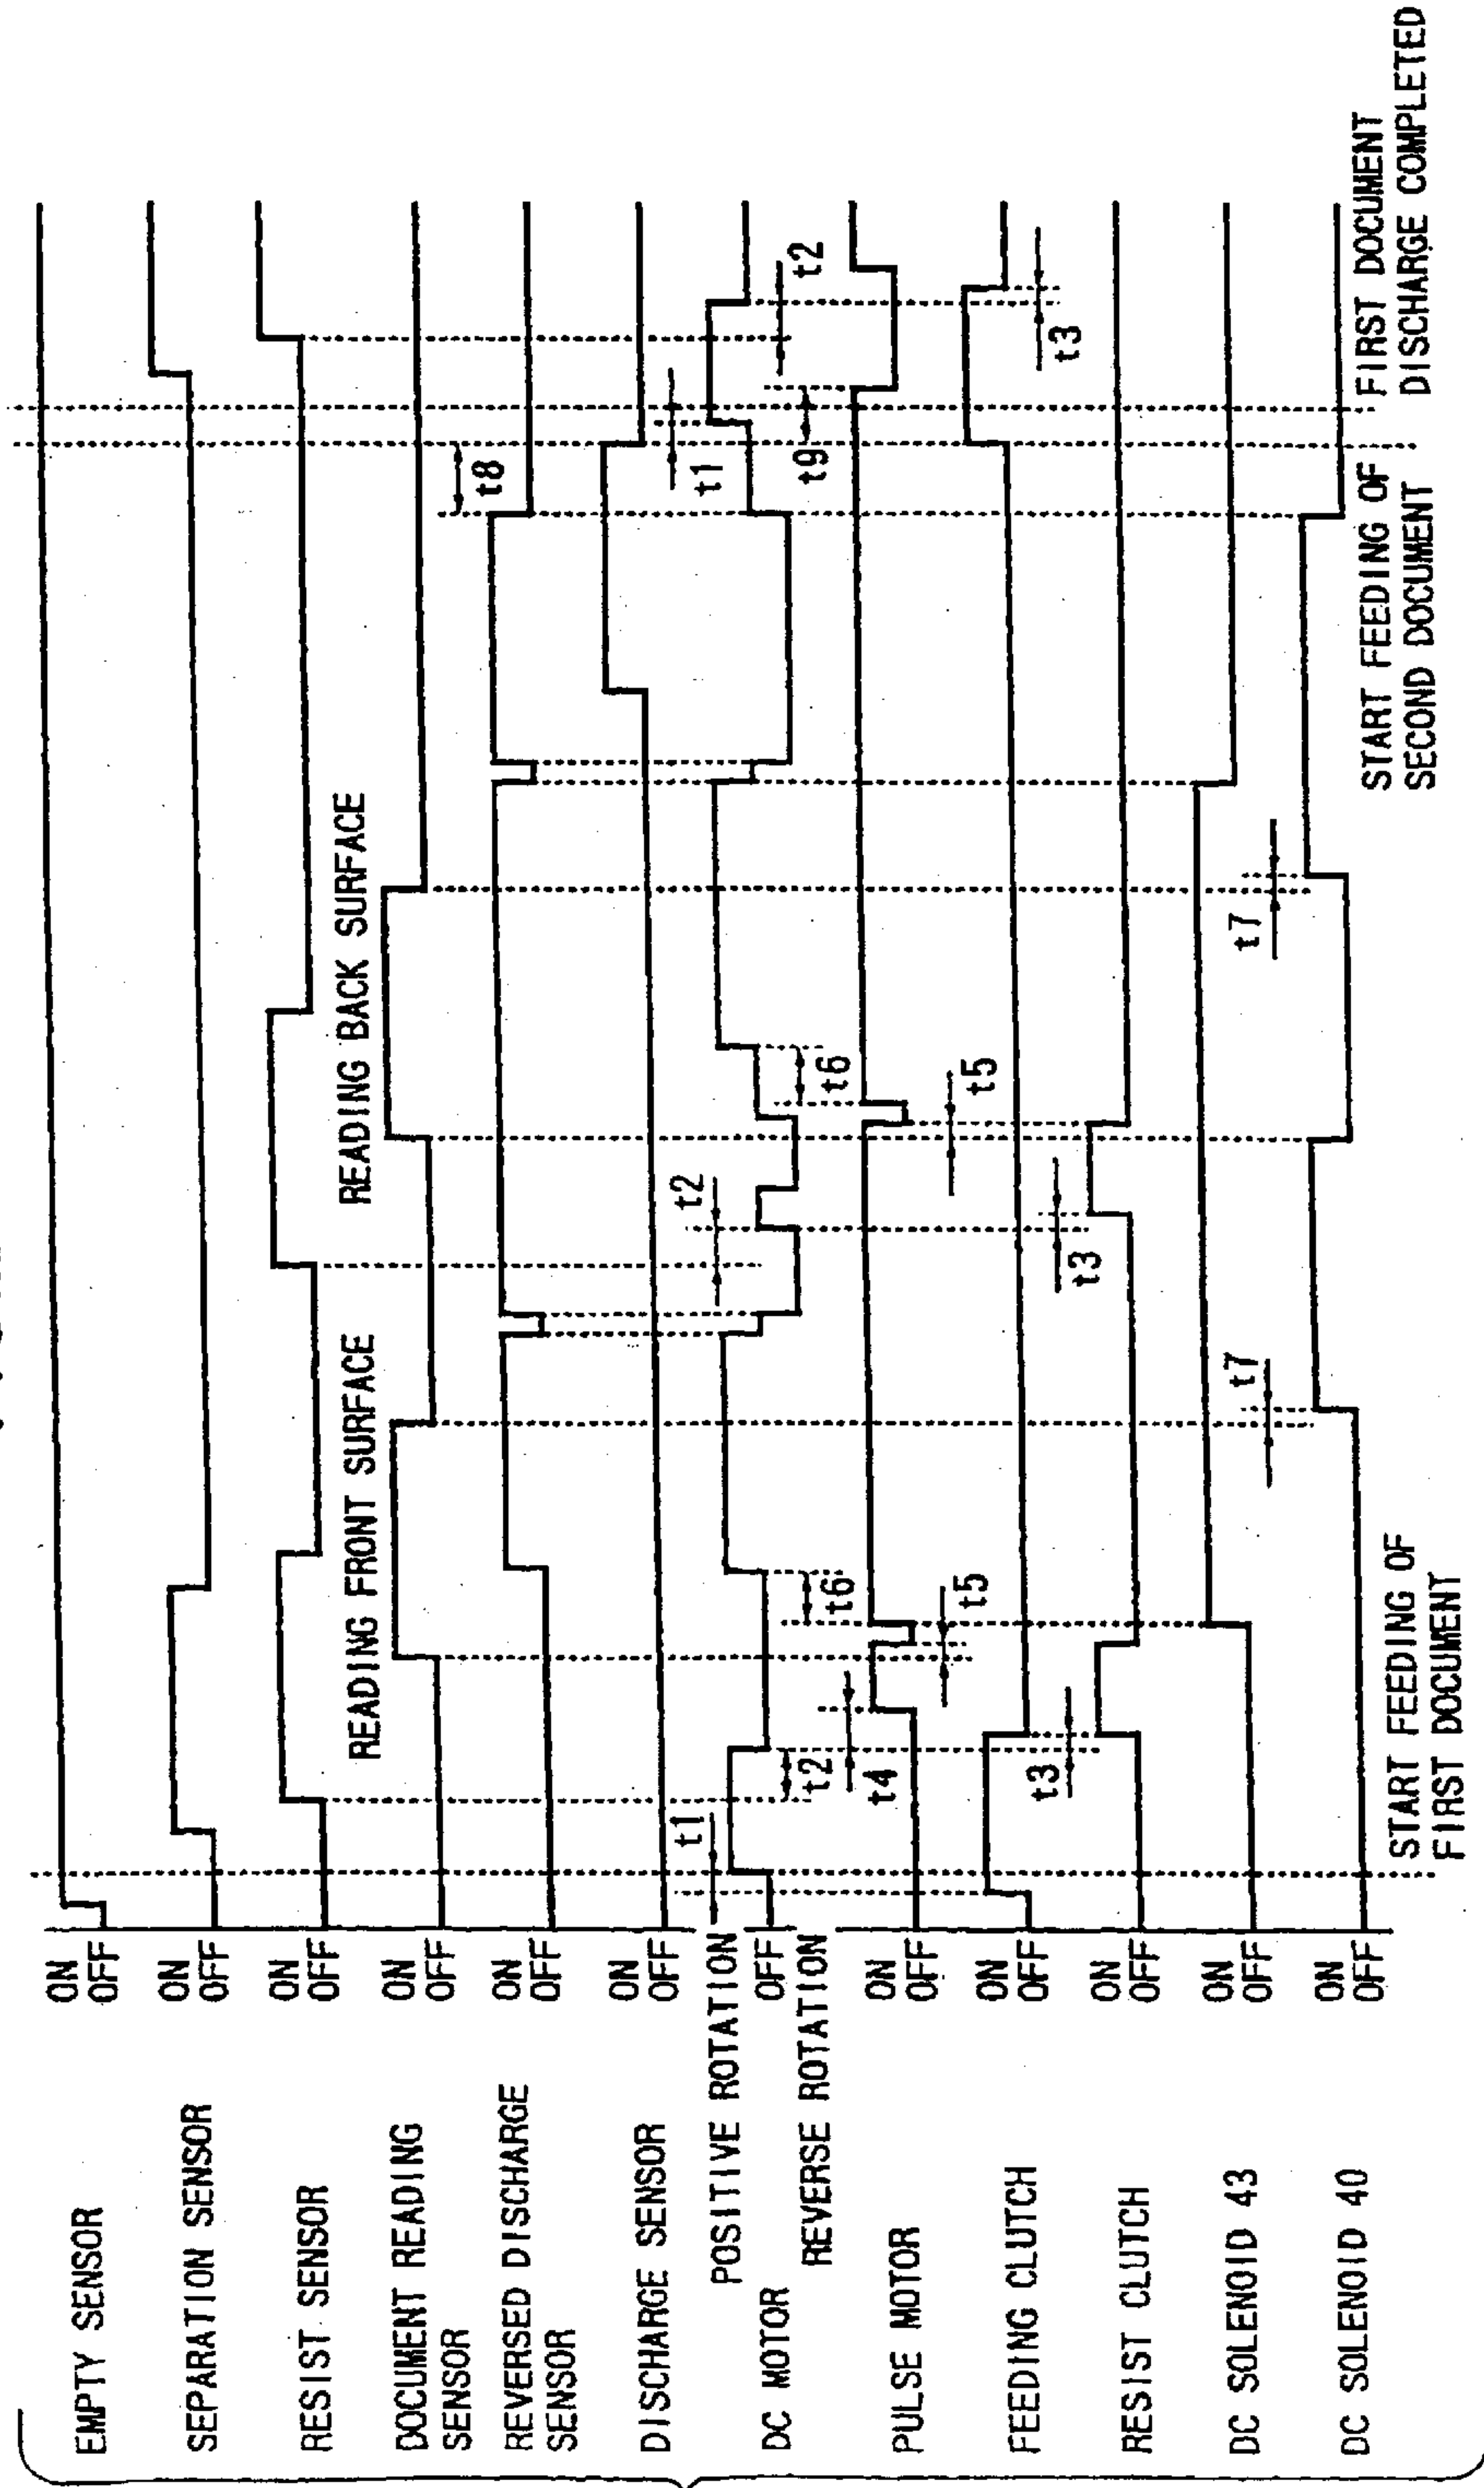 EMPTY SENSOR
ON
OFF
SEPARATION SENSOR
ON
OFF
RESIST SENSOR
ON
OFF
READING FRONT SURFACE
READING BACK SURFACE
DOCUMENT READING
SENSOR
ON
OFF
REVERSED DISCHARGE
SENSOR
ON
OFF
t8
DISCHARGE SENSOR
ON
OFF
t1
t2
t1
t2
DC MOTOR
POSITIVE ROTATION
OFF
REVERSE ROTATION
t2
t6
t6
t9
PULSE MOTOR
ON
OFF
t4
t5
t5
FEEDING CLUTCH
ON
OFF
t3
t3
t3
RESIST CLUTCH
ON
OFF
DC SOLENOID 43
ON
OFF
t7
t7
DC SOLENOID 40
ON
OFF
START FEEDING OF
FIRST DOCUMENT
START FEEDING OF
SECOND DOCUMENT
FIRST DOCUMENT
DISCHARGE COMPLETED